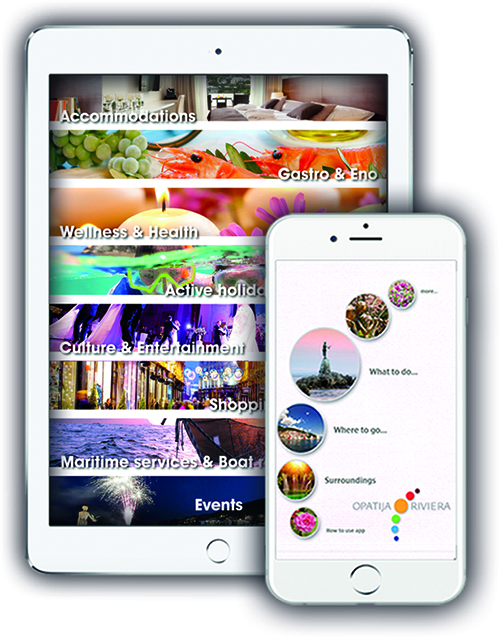 Accommodations
Gastro & Eno
Wellness & Health
Active holid
Culture & Entertainment
Shoppin
Maritime services & Boat
Events
more...
What to do...
Where to go...
Surroundings
OPATIJA RIVIERA
How to use app